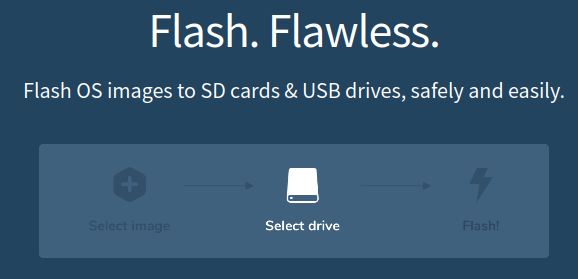 Flash. Flawless.
Flash OS images to SD cards & USB drives, safely and easily.
Select image
Select drive
Flash!